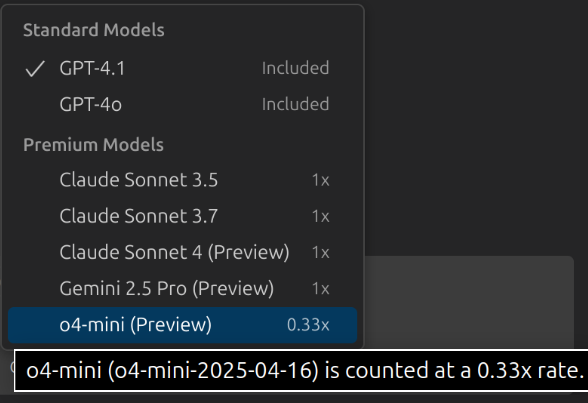 Standard Models
GPT-4.1 Included
GPT-4o Included
Premium Models
Claude Sonnet 3.5 1x
Claude Sonnet 3.7 1x
Claude Sonnet 4 (Preview) 1x
Gemini 2.5 Pro (Preview) 1x
o4-mini (Preview) 0.33x
o4-mini (o4-mini-2025-04-16) is counted at a 0.33x rate.